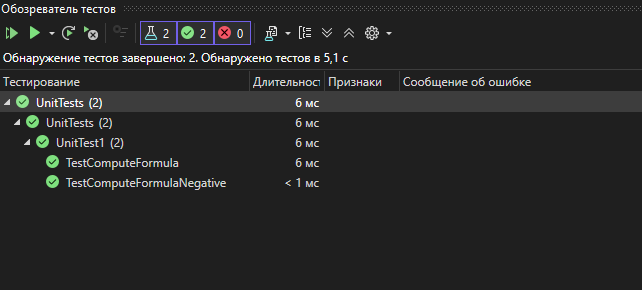 Обозреватель тестов
2 2 0
Обнаружение тестов завершено: 2. Обнаружено тестов в 5,1 с
Тестирование Длительност Признаки Сообщение об ошибке
UnitTests (2) 6 мс
UnitTests (2) 6 мс
UnitTest1 (2) 6 мс
TestComputeFormula 6 мс
TestComputeFormulaNegative < 1 мс